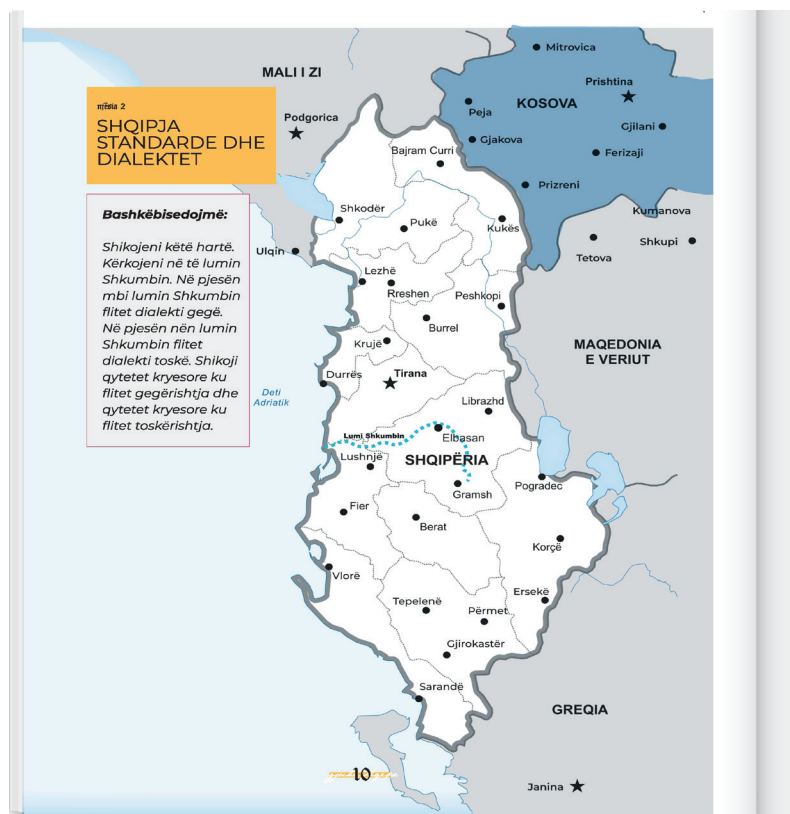 mësia 2
SHQIPJA
STANDARDE DHE
DIALEKTET
Bashkëbisedojmë:
Shikojeni këtë hartë.
Kërkojeni në të lumin
Shkumbin. Në pjesën
mbi lumin Shkumbin
flitet dialekti gegë.
Në pjesën nën lumin
Shkumbin flitet
dialekti toskë. Shikoji
qytetet kryesore ku
flitet gegërishtja dhe
qytetet kryesore ku
flitet toskërishtja.
MALI I ZI
Podgorica
Ulqin
Mitrovica
Prishtina
KOSOVA
Peja
Gjilani
Gjakova
Ferizaji
Prizreni
Kumanova
Shkupi
Tetova
MAQEDONIA
E VERIUT
Bajram Curri
Shkodër
Pukë
Kukës
Lezhë
Rreshen
Peshkopi
Burrel
Krujë
Durrës
Tirana
Deti
Adriatik
Librazhd
Lumi Shkumbin
Elbasan
Lushnjë
SHQIPËRIA
Gramsh
Pogradec
Fier
Berat
Korçë
Vlorë
Ersekë
Tepelenë
Përmet
Gjirokastër
Sarandë
GREQIA
Janina
10